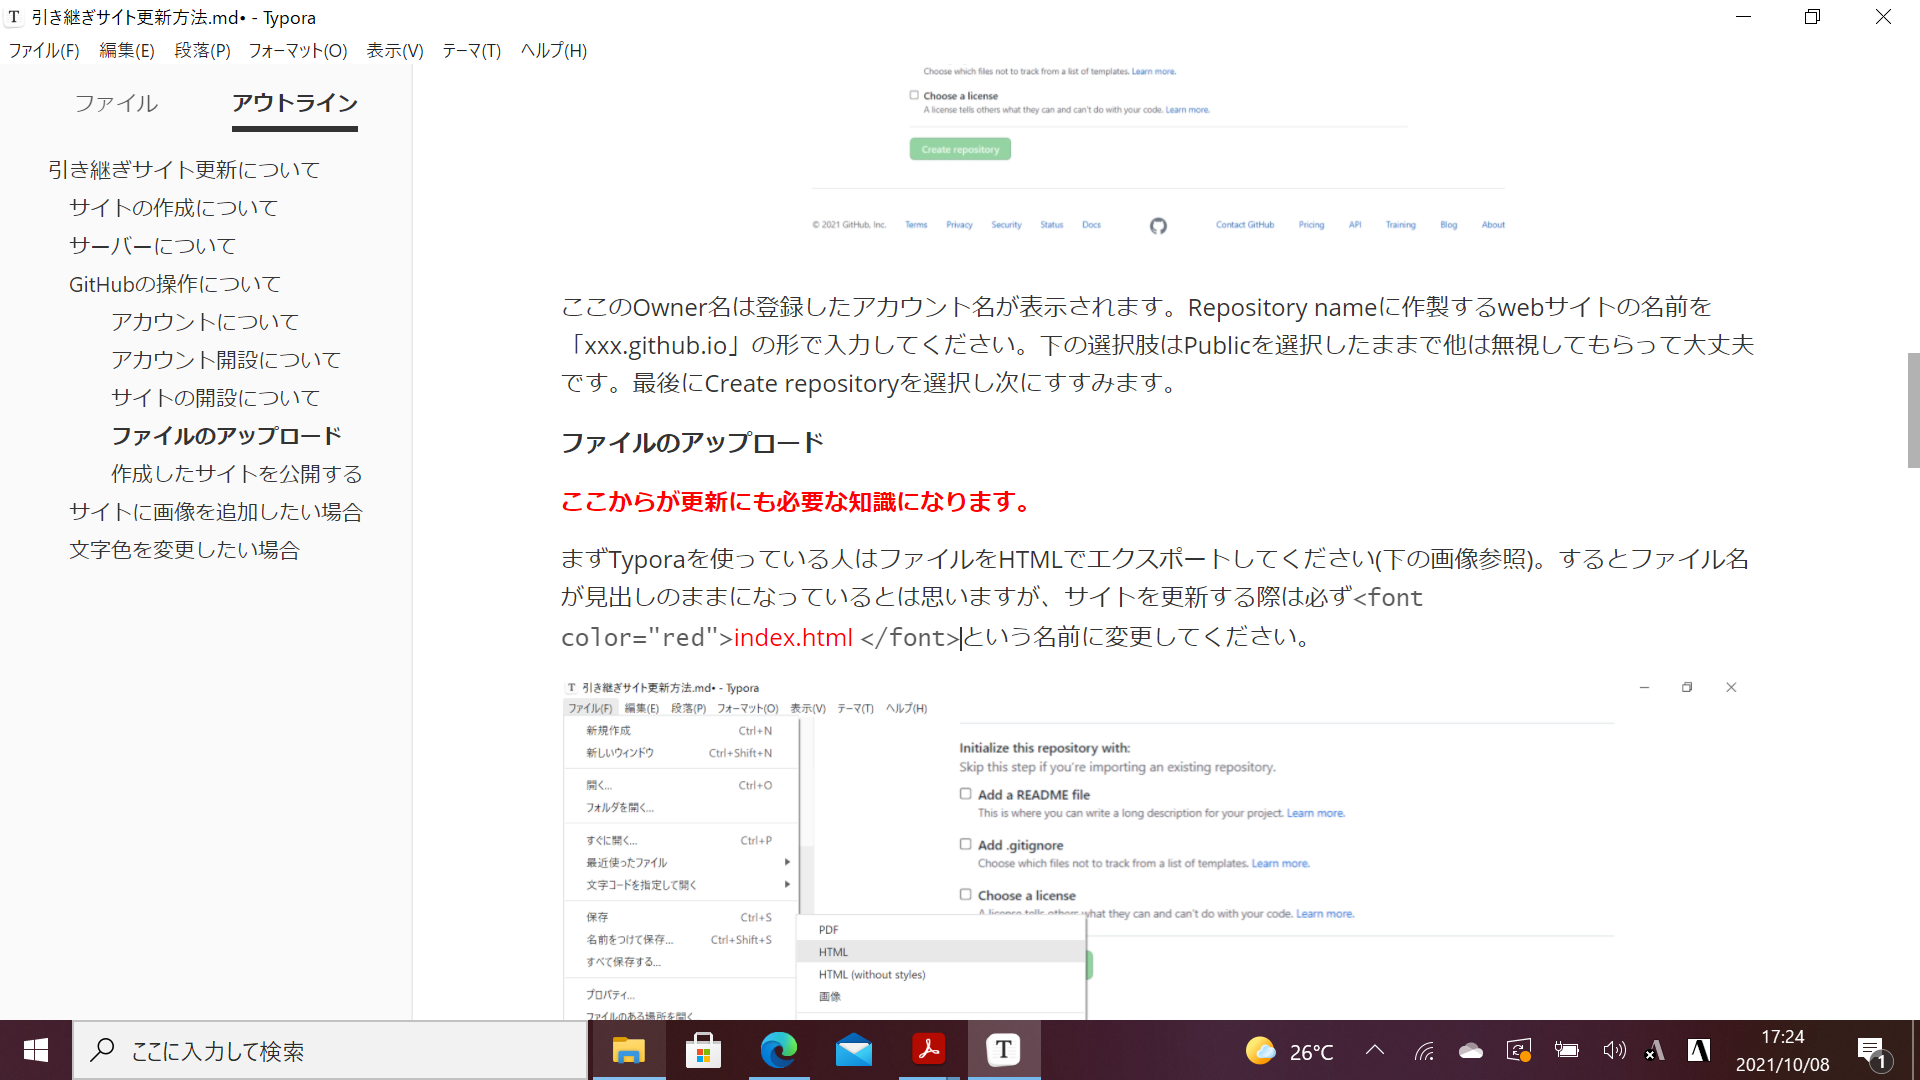 引き継ぎサイト更新方法.md• - Typora
ファイル(F) 編集(E) 段落(P) フォーマット(O) 表示(V) テーマ(T) ヘルプ(H)
ファイル アウトライン
引き継ぎサイト更新について
サイトの作成について
サーバーについて
GitHubの操作について
アカウントについて
アカウント開設について
サイトの開設について
ファイルのアップロード
作成したサイトを公開する
サイトに画像を追加したい場合
文字色を変更したい場合
Choose which files not to track from a list of templates. Learn more.
Choose a license
A license tells others what they can and can't do with your code. Learn more.
Create repository
© 2021 GitHub, Inc. Terms Privacy Security Status Docs Contact GitHub Pricing API Training Blog About
ここのOwner名は登録したアカウント名が表示されます。Repository nameに作製するwebサイトの名前を
「xxx.github.io」の形で入力してください。下の選択肢はPublicを選択したままで他は無視してもらって大丈夫
です。最後にCreate repositoryを選択し次にすすみます。
ファイルのアップロード
ここからが更新にも必要な知識になります。
まずTyporaを使っている人はファイルをHTMLでエクスポートしてください(下の画像参照)。するとファイル名
が見出しのままになっているとは思いますが、サイトを更新する際は必ず<font
color="red">index.html </font>という名前に変更してください。
引き継ぎサイト更新方法.md• - Typora
ファイル(F) 編集(E) 段落(P) フォーマット(O) 表示(V) テーマ(T) ヘルプ(H)
新規作成 Ctrl+N
新しいウィンドウ Ctrl+Shift+N
開く... Ctrl+O
フォルダを開く...
すぐに開く... Ctrl+P
最近使ったファイル
文字コードを指定して開く
保存 Ctrl+S
名前をつけて保存... Ctrl+Shift+S
すべて保存する...
プロパティ...
ファイルのある場所を開く
PDF
HTML
HTML (without styles)
画像
Initialize this repository with:
Skip this step if you're importing an existing repository.
Add a README file
This is where you can write a long description for your project. Learn more.
Add .gitignore
Choose which files not to track from a list of templates. Learn more.
Choose a license
A license tells others what they can and can't do with your code. Learn more.
ここに入力して検索
26°C
17:24
2021/10/08
1